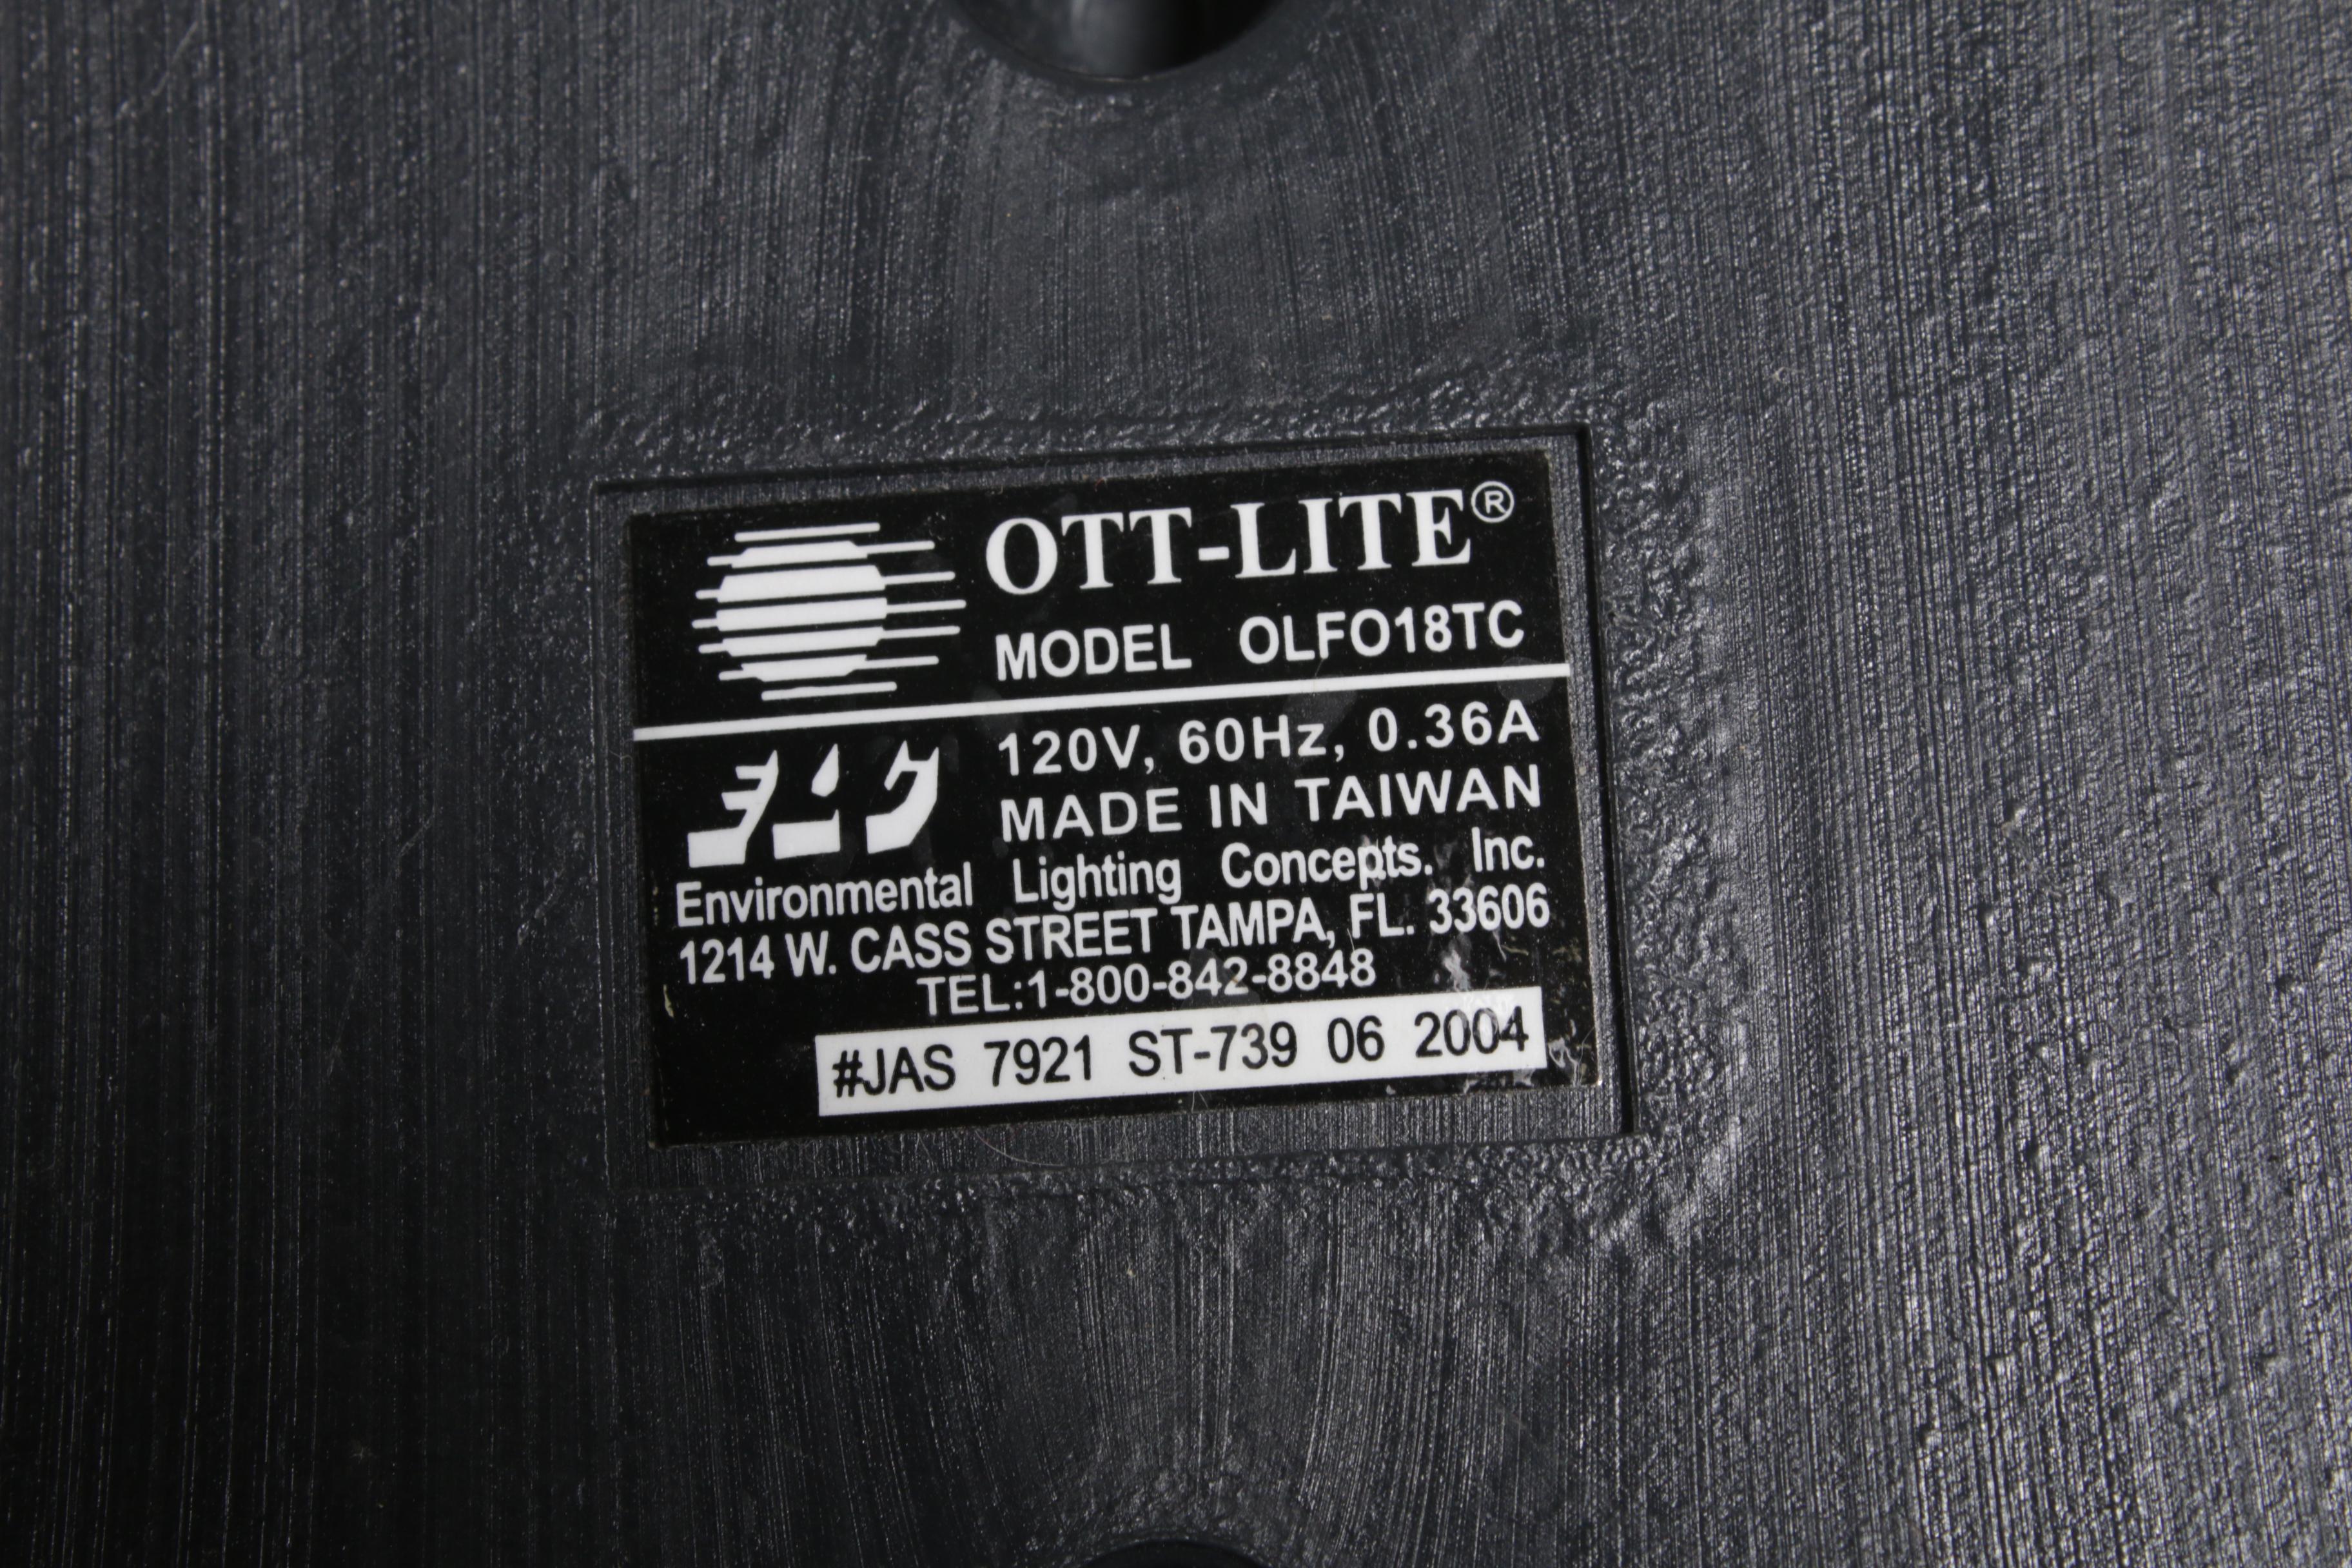 OTT-LITE®
MODEL OLFO18TC
120V, 60Hz, 0.36A
MADE IN TAIWAN
Environmental Lighting Concepts. Inc.
1214 W. CASS STREET TAMPA, FL. 33606
TEL:1-800-842-8848
#JAS 7921 ST-739 06 2004